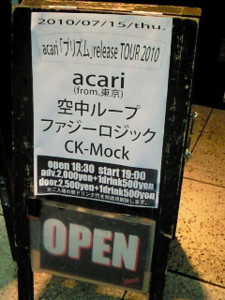 2010/07/15/thu.
acari「プリズム」release TOUR 2010
acari
(from.東京)
空中ループ
ファジーロジック
CK-Mock
open 18:30 start 19:00
adv.2,000yen+1drink500yen
door.2,500yen+1drink500yen
OPEN